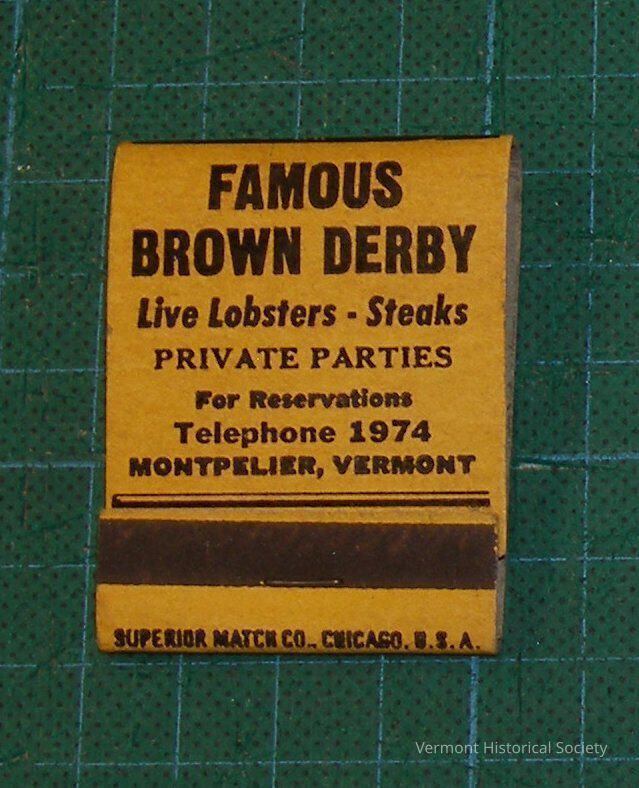 FAMOUS
BROWN DERBY
Live Lobsters - Steaks
PRIVATE PARTIES
For Reservations
Telephone 1974
MONTPELIER, VERMONT
SUPERIOR MATCH CO., CHICAGO, U.S.A.
Vermont Historical Society